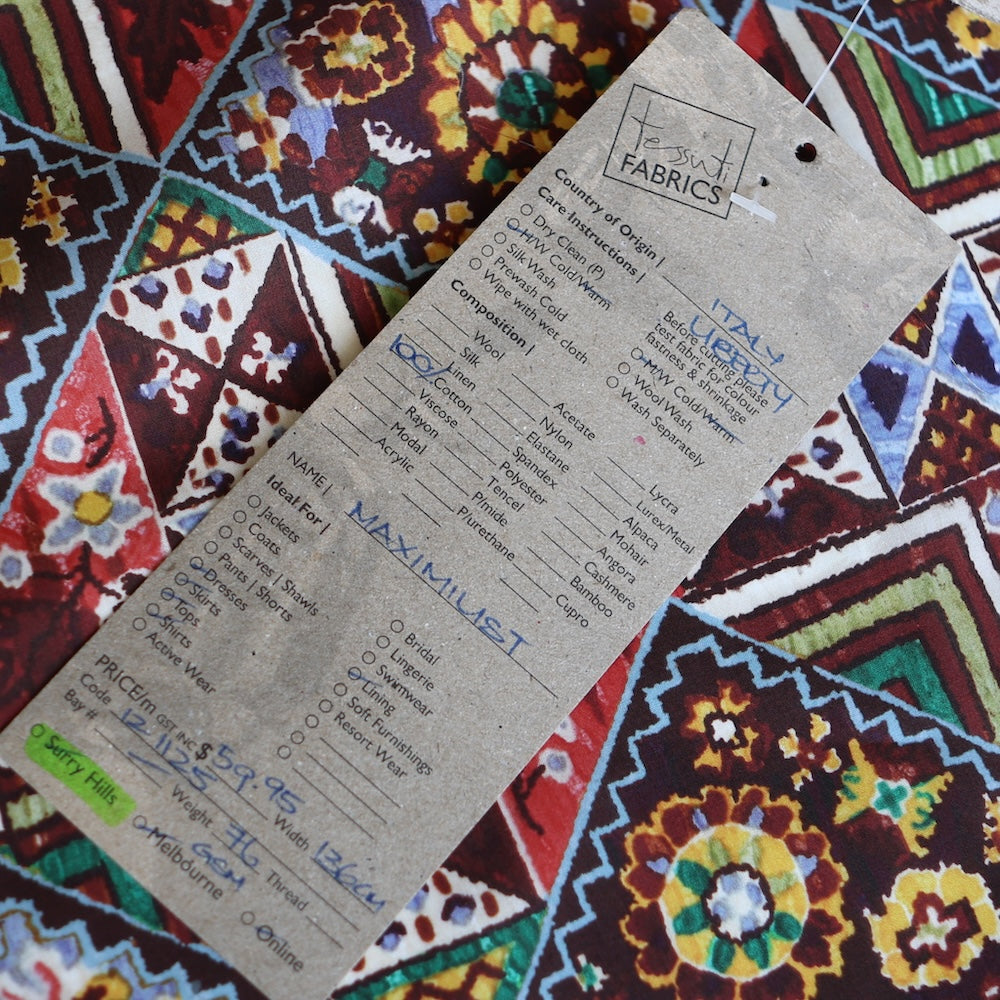 tessuti
FABRICS
Country of Origin | ITALY
LIBERTY
Care Instructions |
Dry Clean (P)
H/W Cold/Warm
Silk Wash
Prewash Cold
Wipe with wet cloth
Before cutting please
test fabric for colour
fastness & shrinkage
M/W Cold/Warm
Wool Wash
Wash Separately
Composition |
Wool
Silk
Linen
100% Cotton
Viscose
Rayon
Modal
Acrylic
Acetate
Nylon
Elastane
Spandex
Polyester
Tencel
P/mide
P/urethane
Lycra
Lurex/Metal
Alpaca
Mohair
Angora
Cashmere
Bamboo
Cupro
NAME | MAXIMILIST
Ideal For |
Jackets
Coats
Scarves | Shawls
Pants | Shorts
Dresses
Skirts
Tops
Shirts
Active Wear
Bridal
Lingerie
Swimwear
Lining
Soft Furnishings
Resort Wear
PRICE/m GST INC $ 59.95
Code 121125 Width 136cm
Bay # Weight 76 GSM Thread
Surry Hills
Melbourne
Online